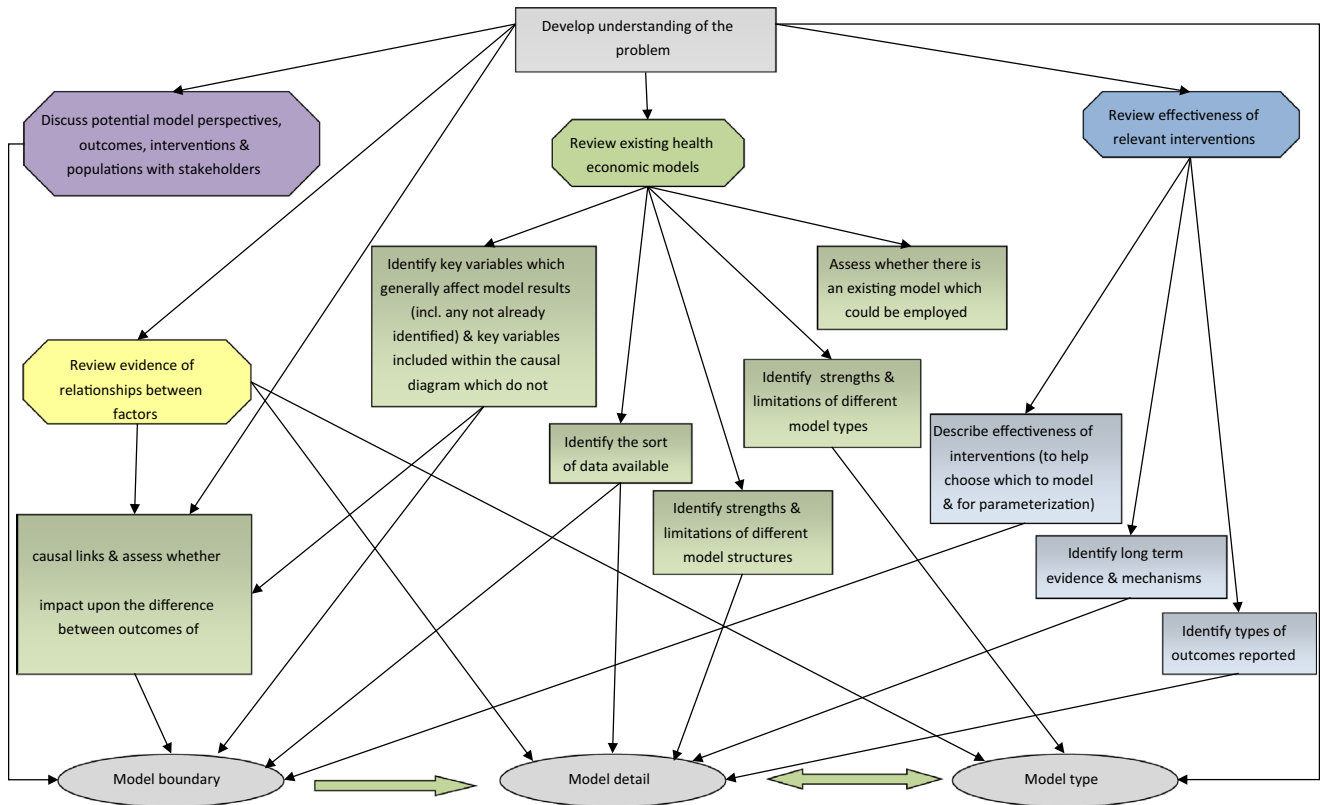 Develop understanding of the
problem
Discuss potential model perspectives,
outcomes, interventions &
populations with stakeholders
Review existing health
economic models
Review effectiveness of
relevant interventions
Identify key variables which
generally affect model results
(incl. any not already
identified) & key variables
included within the causal
diagram which do not
Assess whether there is
an existing model which
could be employed
Review evidence of
relationships between
factors
Identify strengths &
limitations of different
model types
Identify the sort
of data available
Describe effectiveness of
interventions (to help
choose which to model
& for parameterization)
Identify strengths &
limitations of different
model structures
causal links & assess whether
impact upon the difference
between outcomes of
Identify long term
evidence & mechanisms
Identify types of
outcomes reported
Model boundary
Model detail
Model type